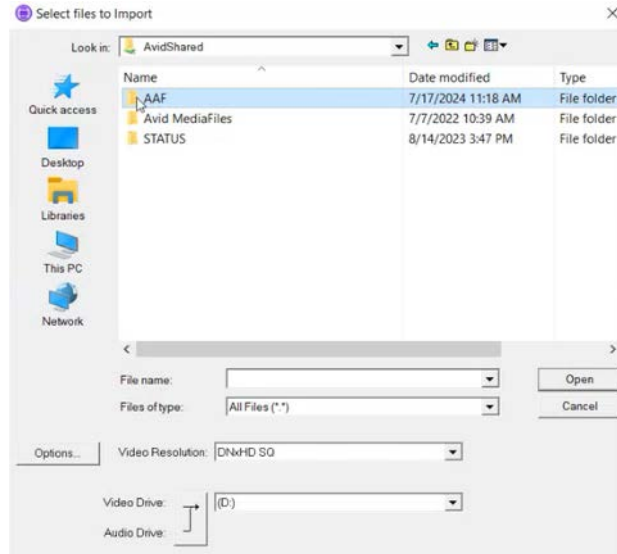 Select files to Import
Look in: AvidShared
Name Date modified Type
AAF 7/17/2024 11:18 AM File folder
Avid MediaFiles 7/7/2022 10:39 AM File folder
STATUS 8/14/2023 3:47 PM File folder
Quick access
Desktop
Libraries
This PC
Network
File name: Open
Files of type: All Files (*.*) Cancel
Options... Video Resolution: DNxHD SQ
Video Drive: (D:)
Audio Drive: